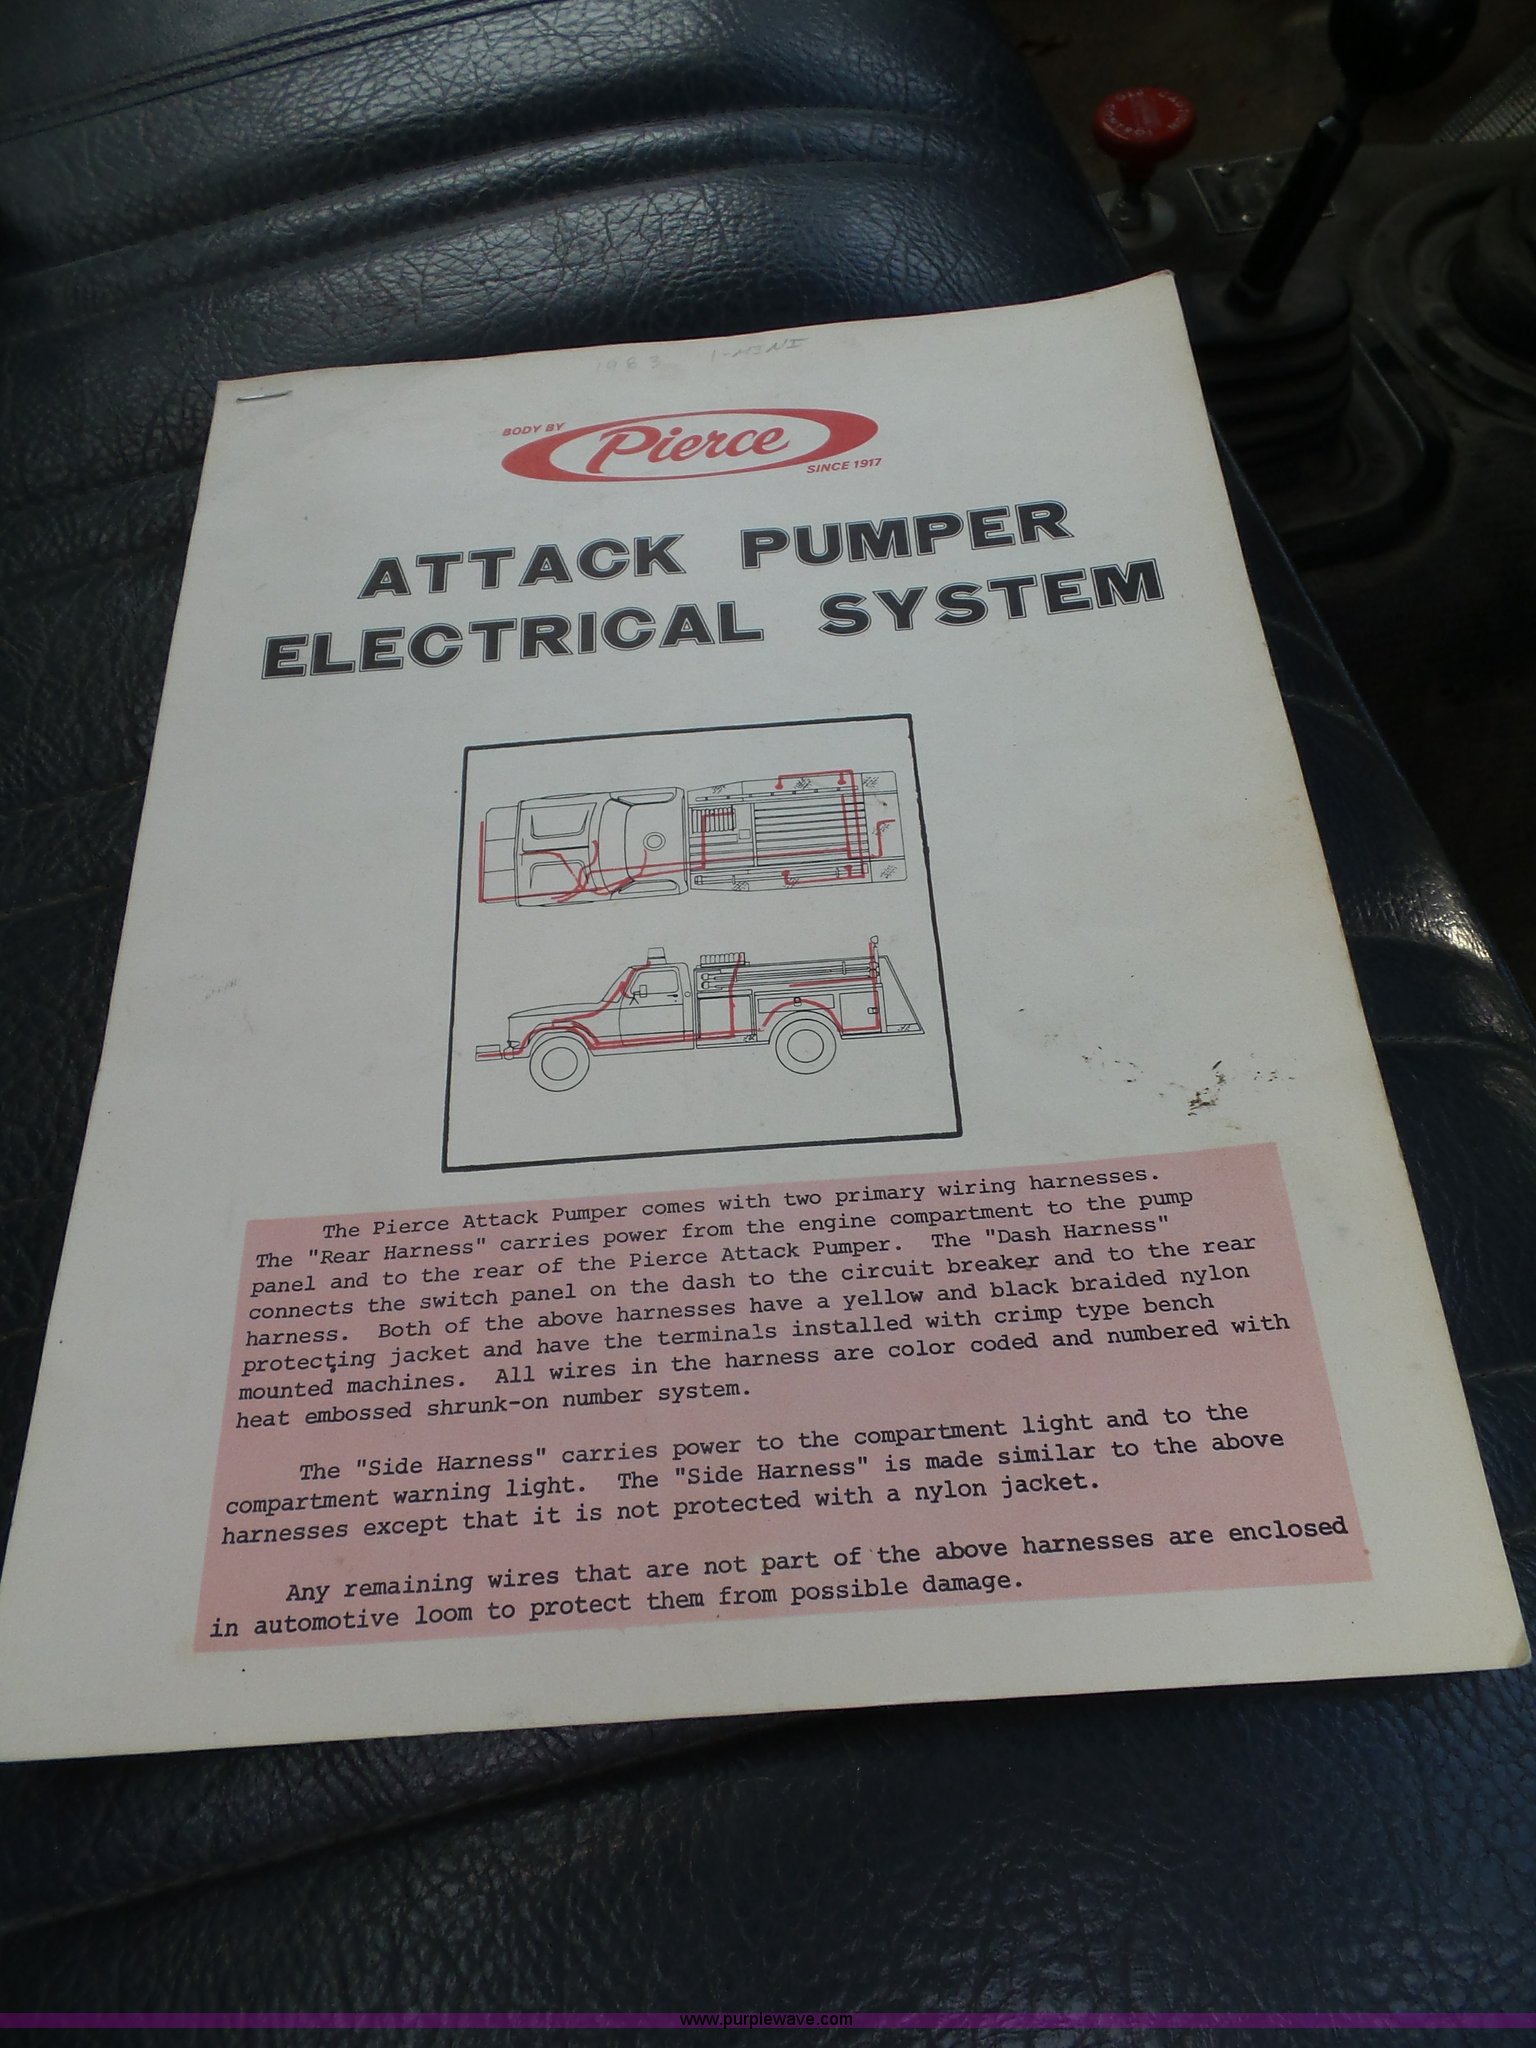 1983 1-MINI
BODY BY
Pierce
SINCE 1917
ATTACK PUMPER
ELECTRICAL SYSTEM
The Pierce Attack Pumper comes with two primary wiring harnesses.
The "Rear Harness" carries power from the engine compartment to the pump
panel and to the rear of the Pierce Attack Pumper. The "Dash Harness"
connects the switch panel on the dash to the circuit breaker and to the rear
harness. Both of the above harnesses have a yellow and black braided nylon
protecting jacket and have the terminals installed with crimp type bench
mounted machines. All wires in the harness are color coded and numbered with
heat embossed shrunk-on number system.
The "Side Harness" carries power to the compartment light and to the
compartment warning light. The "Side Harness" is made similar to the above
harnesses except that it is not protected with a nylon jacket.
Any remaining wires that are not part of the above harnesses are enclosed
in automotive loom to protect them from possible damage.
www.purplewave.com